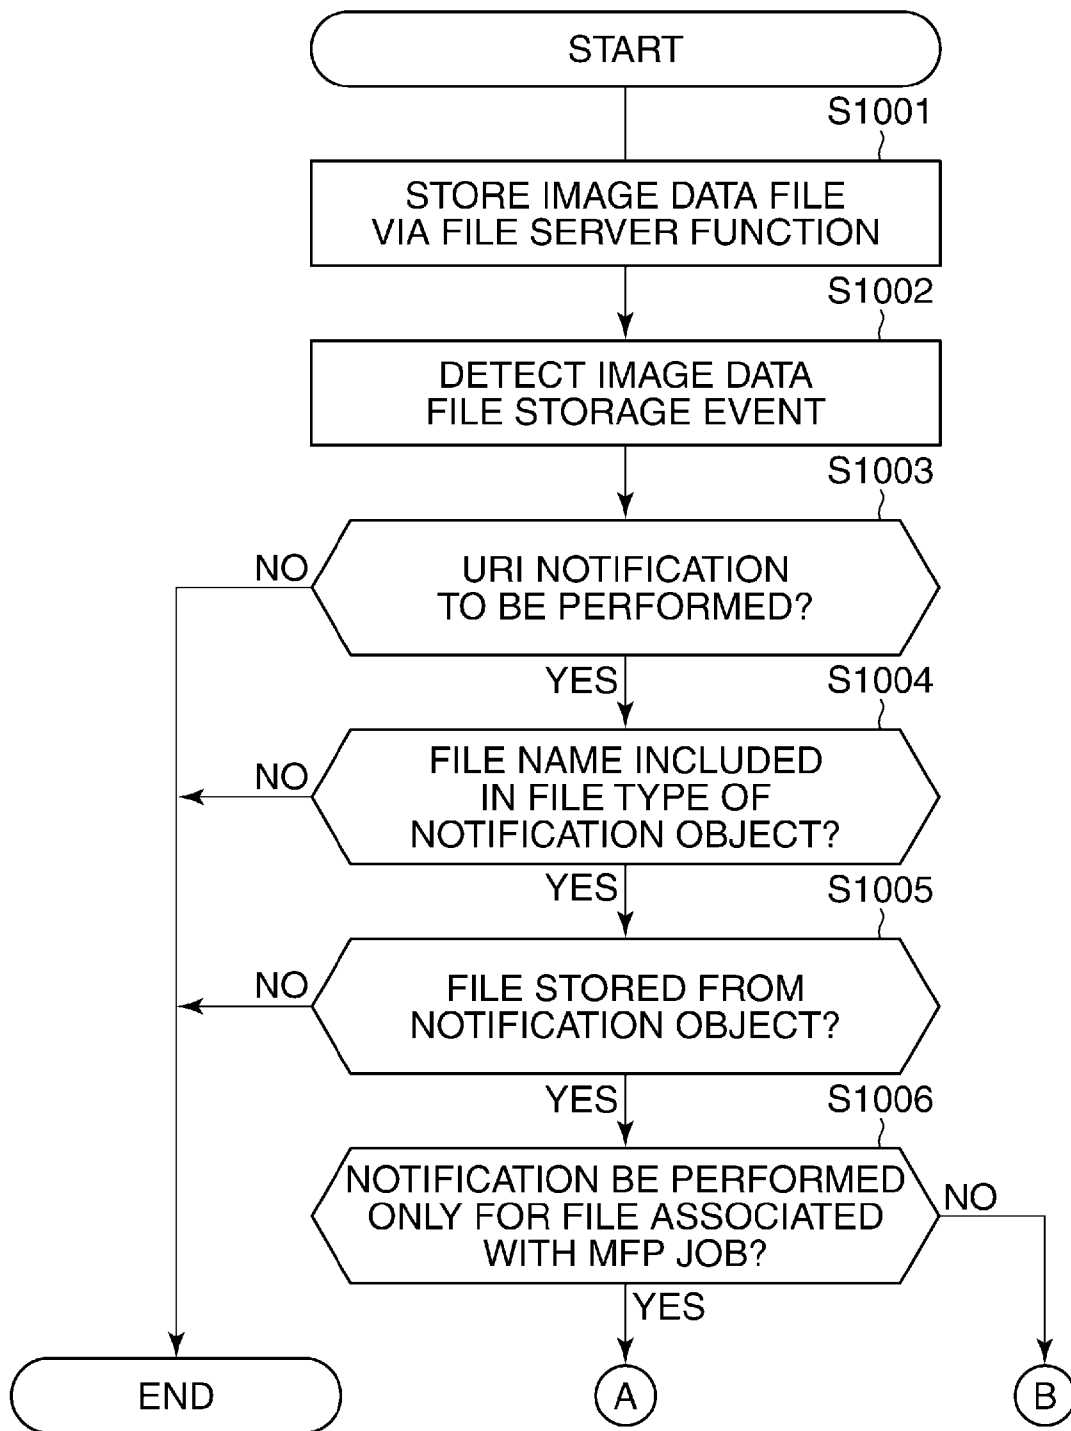 START
S1001
STORE IMAGE DATA FILE
VIA FILE SERVER FUNCTION
S1002
DETECT IMAGE DATA
FILE STORAGE EVENT
S1003
NO
URI NOTIFICATION
TO BE PERFORMED?
YES
S1004
NO
FILE NAME INCLUDED
IN FILE TYPE OF
NOTIFICATION OBJECT?
YES
S1005
NO
FILE STORED FROM
NOTIFICATION OBJECT?
YES
S1006
NOTIFICATION BE PERFORMED
ONLY FOR FILE ASSOCIATED
WITH MFP JOB?
NO
YES
END
A
B